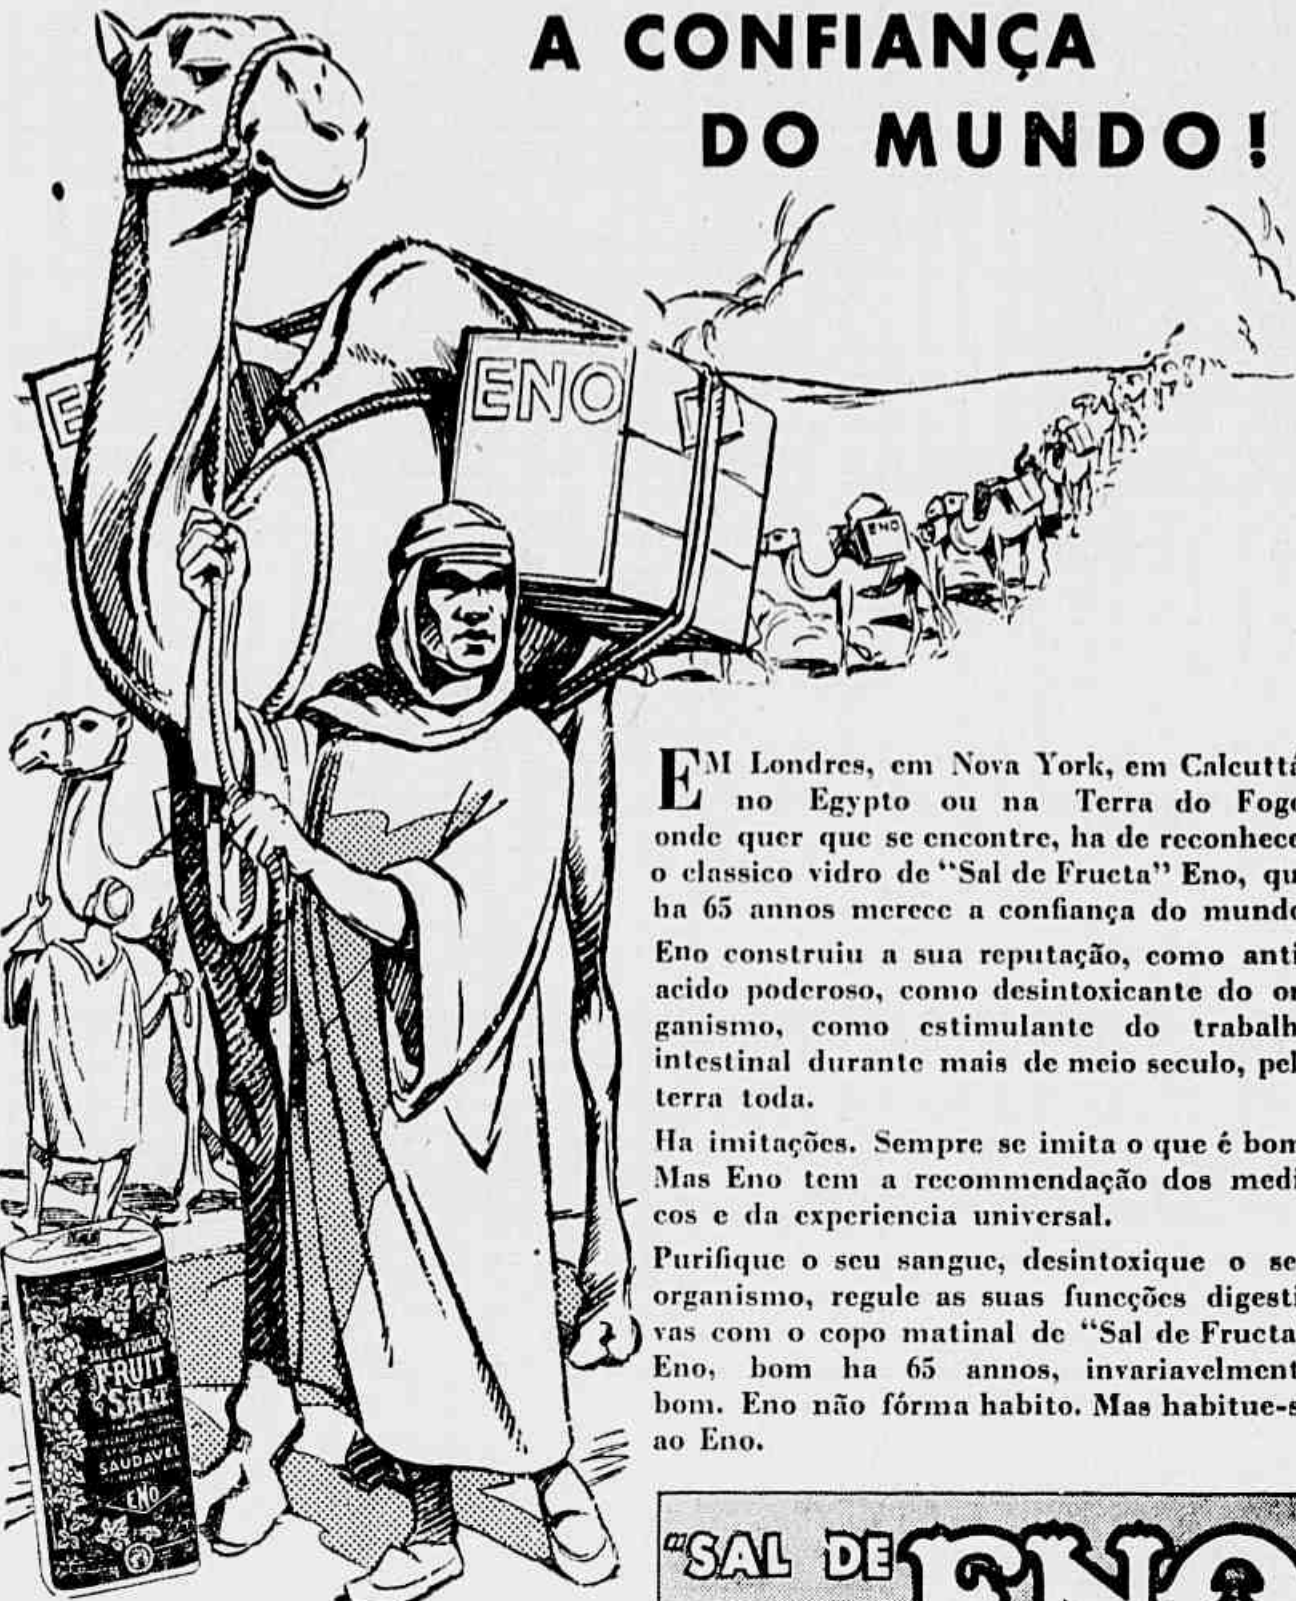 A CONFIANÇA
DO MUNDO!
E
ENO
ENO
EM Londres, em Nova York, em Calcuttá
no Egypto ou na Terra do Fogo
onde quer que se encontre, ha de reconhece
o classico vidro de "Sal de Fructa" Eno, qu
ha 65 annos merece a confiança do mundo
Eno construiu a sua reputação, como anti
acido poderoso, como desintoxicante do or
ganismo, como estimulante do trabalh
intestinal durante mais de meio seculo, pel
terra toda.
Ha imitações. Sempre se imita o que é bom
Mas Eno tem a recommendação dos medi
cos e da experiencia universal.
Purifique o seu sangue, desintoxique o se
organismo, regule as suas funcções digesti
vas com o copo matinal de "Sal de Fructa
Eno, bom ha 65 annos, invariavelment
bom. Eno não fórma habito. Mas habitue-s
ao Eno.
FRUIT
SALT
SAUDAVEL
ENO
"SAL DE ENO